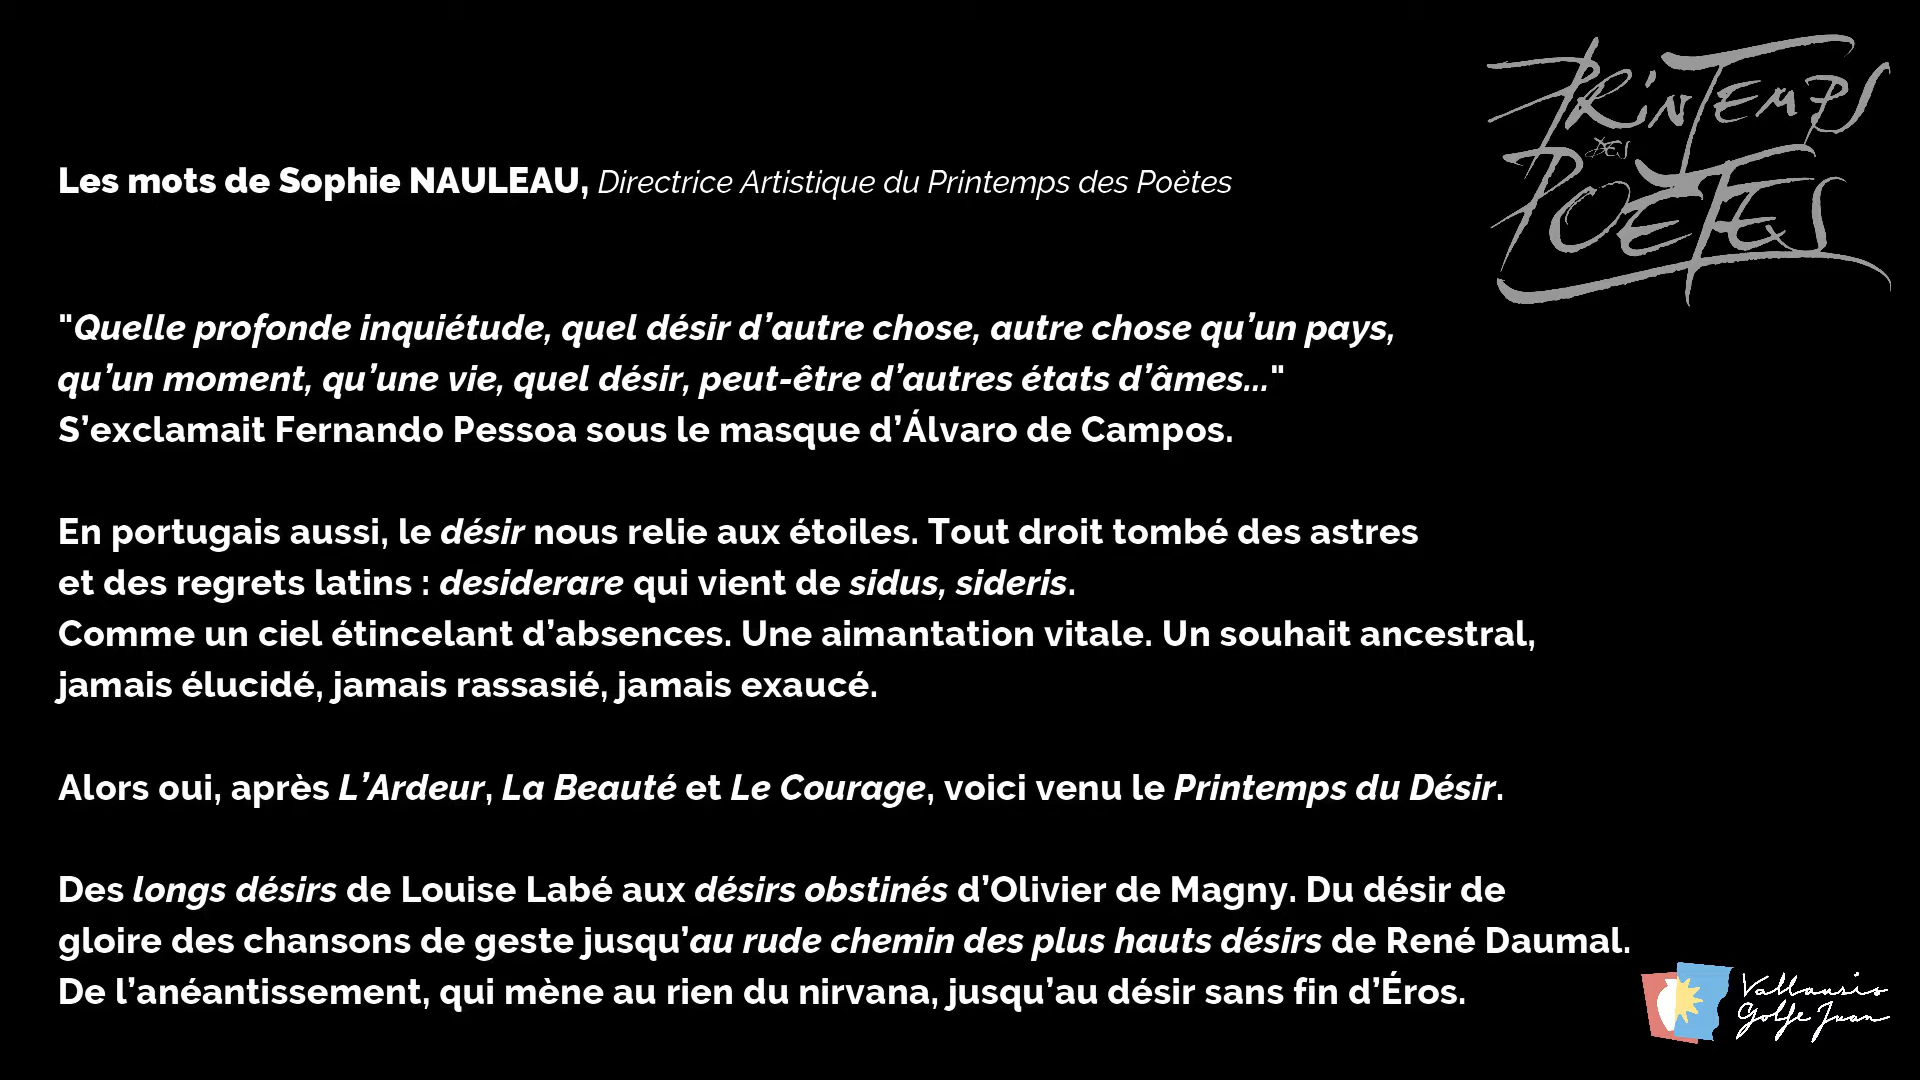 PRINTEMPS
DES
POÈTES
Les mots de Sophie NAULEAU, Directrice Artistique du Printemps des Poètes
"Quelle profonde inquiétude, quel désir d’autre chose, autre chose qu’un pays,
qu’un moment, qu’une vie, quel désir, peut-être d’autres états d’âmes..."
S’exclamait Fernando Pessoa sous le masque d’Álvaro de Campos.
En portugais aussi, le désir nous relie aux étoiles. Tout droit tombé des astres
et des regrets latins : desiderare qui vient de sidus, sideris.
Comme un ciel étincelant d’absences. Une aimantation vitale. Un souhait ancestral,
jamais élucidé, jamais rassasié, jamais exaucé.
Alors oui, après L’Ardeur, La Beauté et Le Courage, voici venu le Printemps du Désir.
Des longs désirs de Louise Labé aux désirs obstinés d’Olivier de Magny. Du désir de
gloire des chansons de geste jusqu’au rude chemin des plus hauts désirs de René Daumal.
De l’anéantissement, qui mène au rien du nirvana, jusqu’au désir sans fin d’Éros.
Vallauris
Golfe Juan